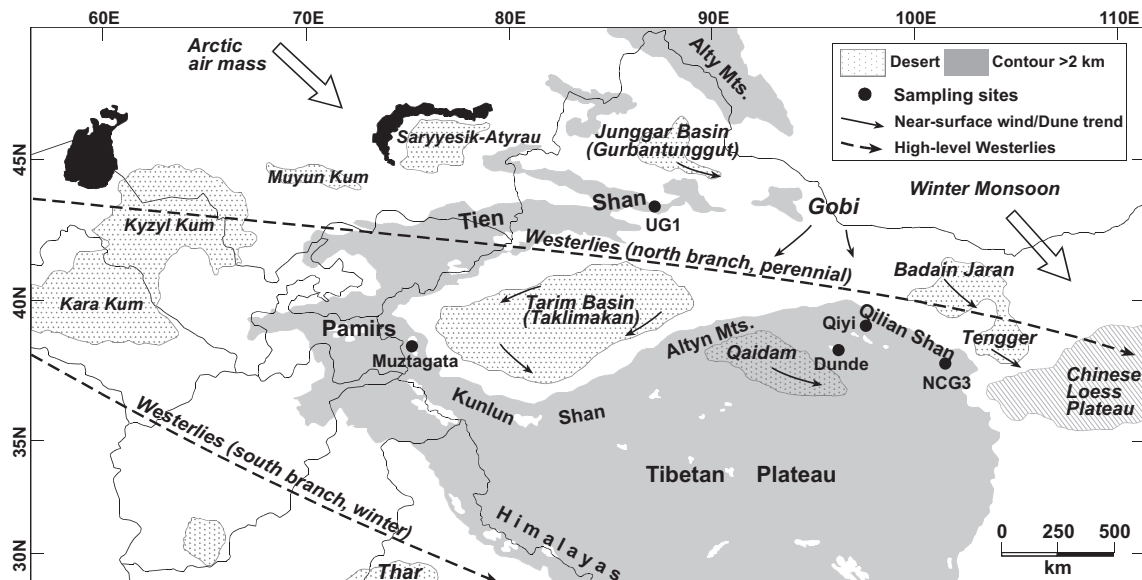 60E
70E
80E
90E
100E
110E
Arctic
air mass
Alty Mts.
Desert
Contour >2 km
Sampling sites
Near-surface wind/Dune trend
High-level Westerlies
45N
Saryyesik-Atyrau
Junggar Basin
(Gurbantunggut)
Muyun Kum
Winter Monsoon
Kyzyl Kum
Tien
Shan
UG1
Gobi
Westerlies (north branch, perennial)
Badain Jaran
40N
Kara Kum
Tarim Basin
(Taklimakan)
Pamirs
Muztagata
Altyn Mts.
Qiyi
Qilian Shan
Tengger
Qaidam
Dunde
NCG3
Chinese
Loess
Plateau
Kunlun
Shan
35N
Westerlies (south branch, winter)
Tibetan Plateau
Himalayas
30N
Thar
0 250 500
km